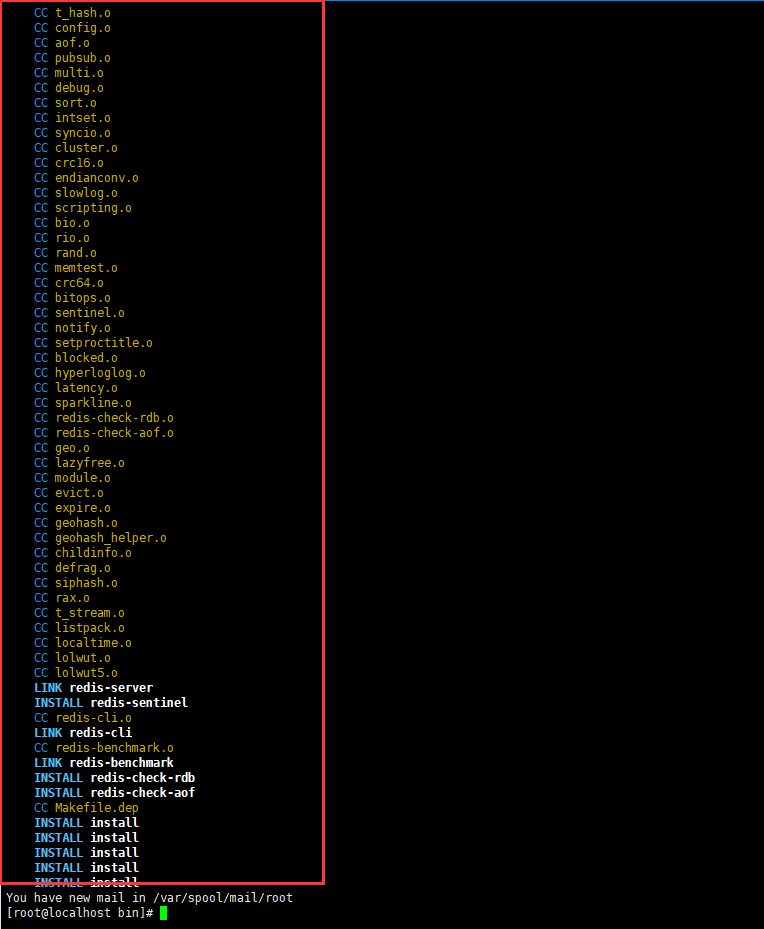 CC t_hash.o
CC config.o
CC aof.o
CC pubsub.o
CC multi.o
CC debug.o
CC sort.o
CC intset.o
CC syncio.o
CC cluster.o
CC crc16.o
CC endianconv.o
CC slowlog.o
CC scripting.o
CC bio.o
CC rio.o
CC rand.o
CC memtest.o
CC crc64.o
CC bitops.o
CC sentinel.o
CC notify.o
CC setproctitle.o
CC blocked.o
CC hyperloglog.o
CC latency.o
CC sparkline.o
CC redis-check-rdb.o
CC redis-check-aof.o
CC geo.o
CC lazyfree.o
CC module.o
CC evict.o
CC expire.o
CC geohash.o
CC geohash_helper.o
CC childinfo.o
CC defrag.o
CC siphash.o
CC rax.o
CC t_stream.o
CC listpack.o
CC localtime.o
CC lolwut.o
CC lolwut5.o
LINK redis-server
INSTALL redis-sentinel
CC redis-cli.o
LINK redis-cli
CC redis-benchmark.o
LINK redis-benchmark
INSTALL redis-check-rdb
INSTALL redis-check-aof
CC Makefile.dep
INSTALL install
INSTALL install
INSTALL install
INSTALL install
INSTALL install
You have new mail in /var/spool/mail/root
[root@localhost bin]#